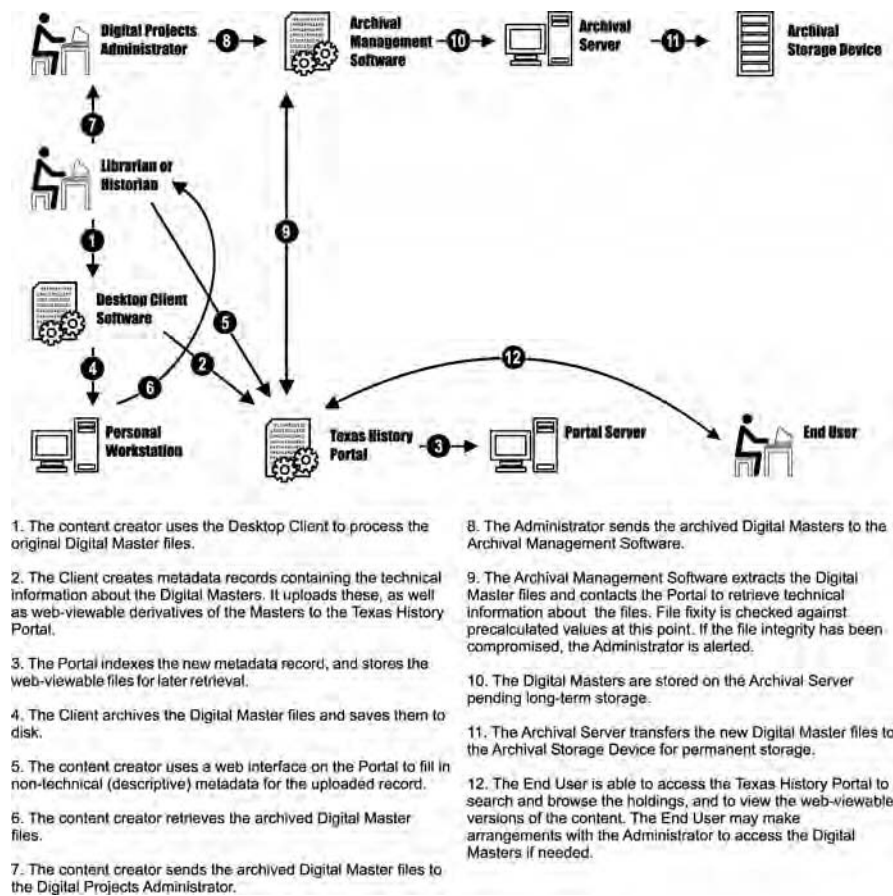 Digital Projects
Administrator
8
Archival
Management
Software
10
Archival
Server
11
Archival
Storage Device
7
Librarian or
Historian
1
9
Desktop Client
Software
5
2
12
4
6
Personal
Workstation
Texas History
Portal
3
Portal Server
End User
1. The content creator uses the Desktop Client to process the
original Digital Master files.
2. The Client creates metadata records containing the technical
information about the Digital Masters. It uploads these, as well
as web-viewable derivatives of the Masters to the Texas History
Portal.
3. The Portal indexes the new metadata record, and stores the
web-viewable files for later retrieval.
4. The Client archives the Digital Master files and saves them to
disk.
5. The content creator uses a web interface on the Portal to fill in
non-technical (descriptive) metadata for the uploaded record.
6. The content creator retrieves the archived Digital Master
files.
7. The content creator sends the archived Digital Master files to
the Digital Projects Administrator.
8. The Administrator sends the archived Digital Masters to the
Archival Management Software.
9. The Archival Management Software extracts the Digital
Master files and contacts the Portal to retrieve technical
information about the files. File fixity is checked against
precalculated values at this point. If the file integrity has been
compromised, the Administrator is alerted.
10. The Digital Masters are stored on the Archival Server
pending long-term storage.
11. The Archival Server transfers the new Digital Master files to
the Archival Storage Device for permanent storage.
12. The End User is able to access the Texas History Portal to
search and browse the holdings, and to view the web-viewable
versions of the content. The End User may make
arrangements with the Administrator to access the Digital
Masters if needed.